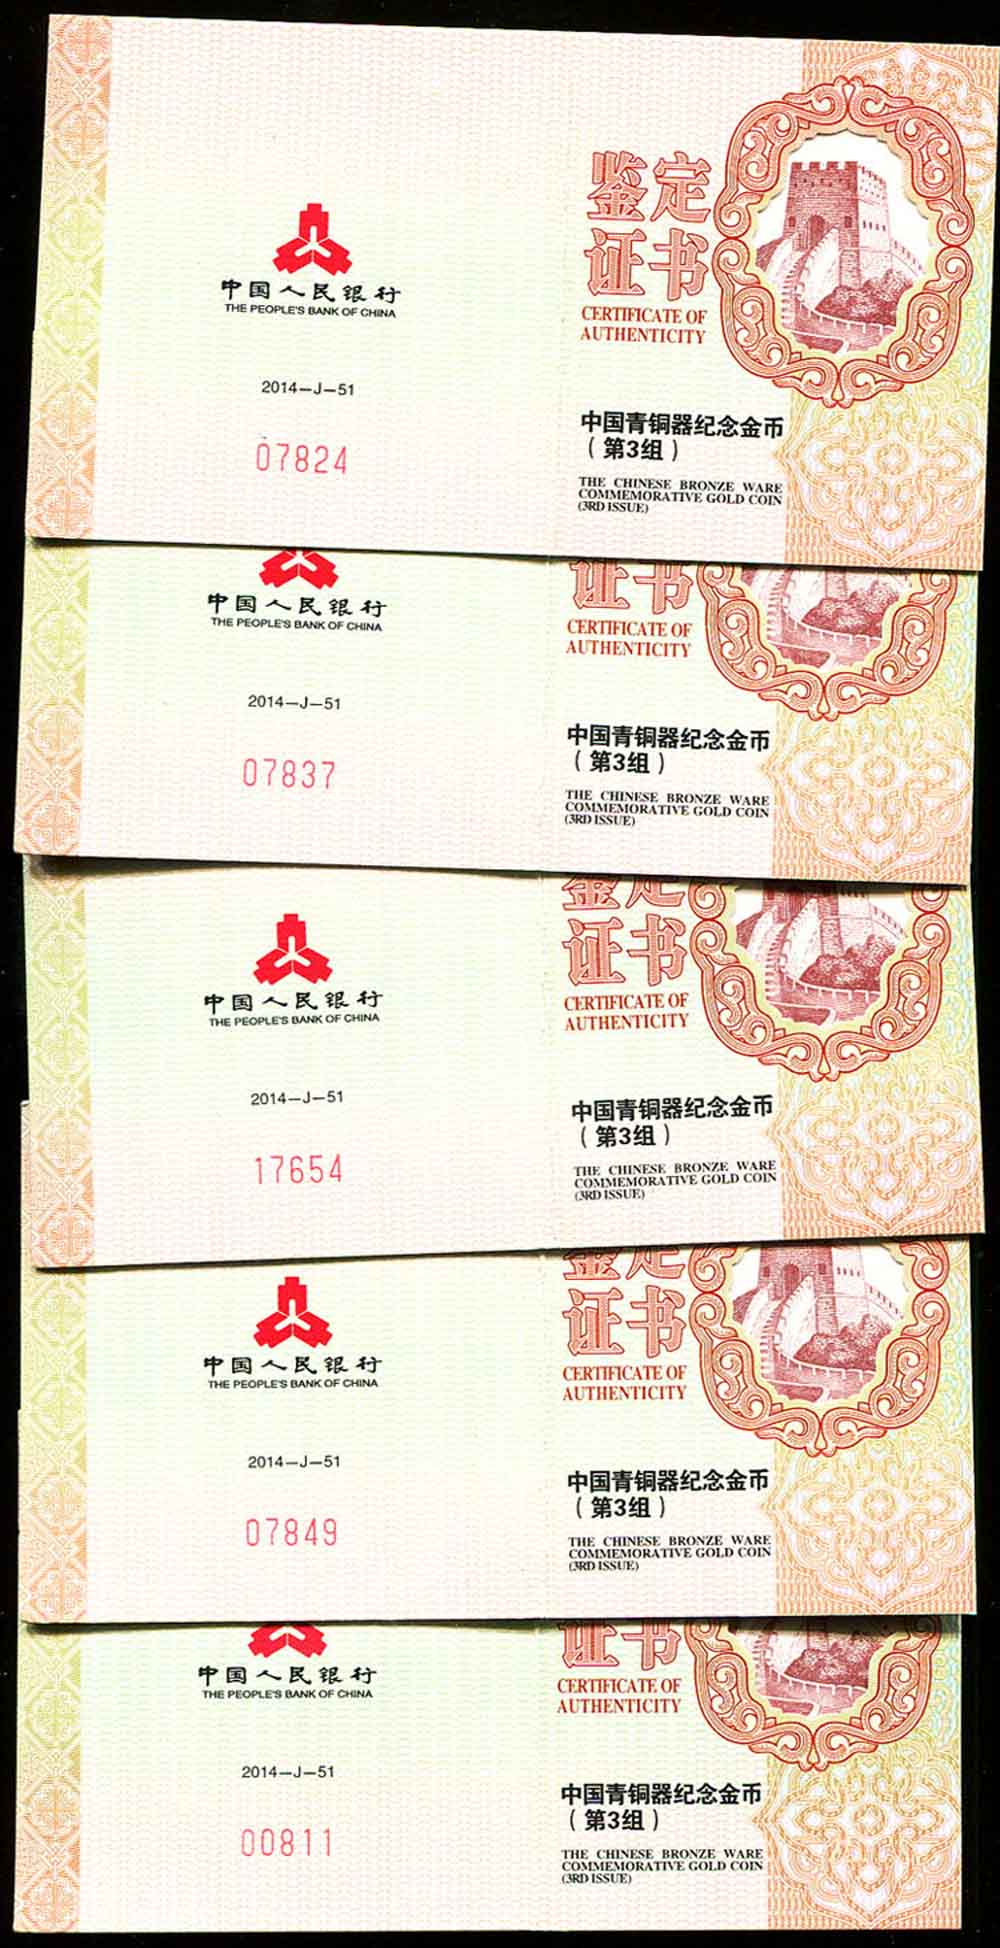 中国人民银行
THE PEOPLE'S BANK OF CHINA
2014-J-51
07824
鉴定
证书
CERTIFICATE OF
AUTHENTICITY
中国青铜器纪念金币
（第3组）
THE CHINESE BRONZE WARE
COMMEMORATIVE GOLD COIN
(3RD ISSUE)
中国人民银行
THE PEOPLE'S BANK OF CHINA
2014-J-51
07837
证书
CERTIFICATE OF
AUTHENTICITY
中国青铜器纪念金币
（第3组）
THE CHINESE BRONZE WARE
COMMEMORATIVE GOLD COIN
(3RD ISSUE)
中国人民银行
THE PEOPLE'S BANK OF CHINA
2014-J-51
17654
鉴定
证书
CERTIFICATE OF
AUTHENTICITY
中国青铜器纪念金币
（第3组）
THE CHINESE BRONZE WARE
COMMEMORATIVE GOLD COIN
(3RD ISSUE)
中国人民银行
THE PEOPLE'S BANK OF CHINA
2014-J-51
07849
鉴定
证书
CERTIFICATE OF
AUTHENTICITY
中国青铜器纪念金币
（第3组）
THE CHINESE BRONZE WARE
COMMEMORATIVE GOLD COIN
(3RD ISSUE)
中国人民银行
THE PEOPLE'S BANK OF CHINA
2014-J-51
00811
证书
CERTIFICATE OF
AUTHENTICITY
中国青铜器纪念金币
（第3组）
THE CHINESE BRONZE WARE
COMMEMORATIVE GOLD COIN
(3RD ISSUE)